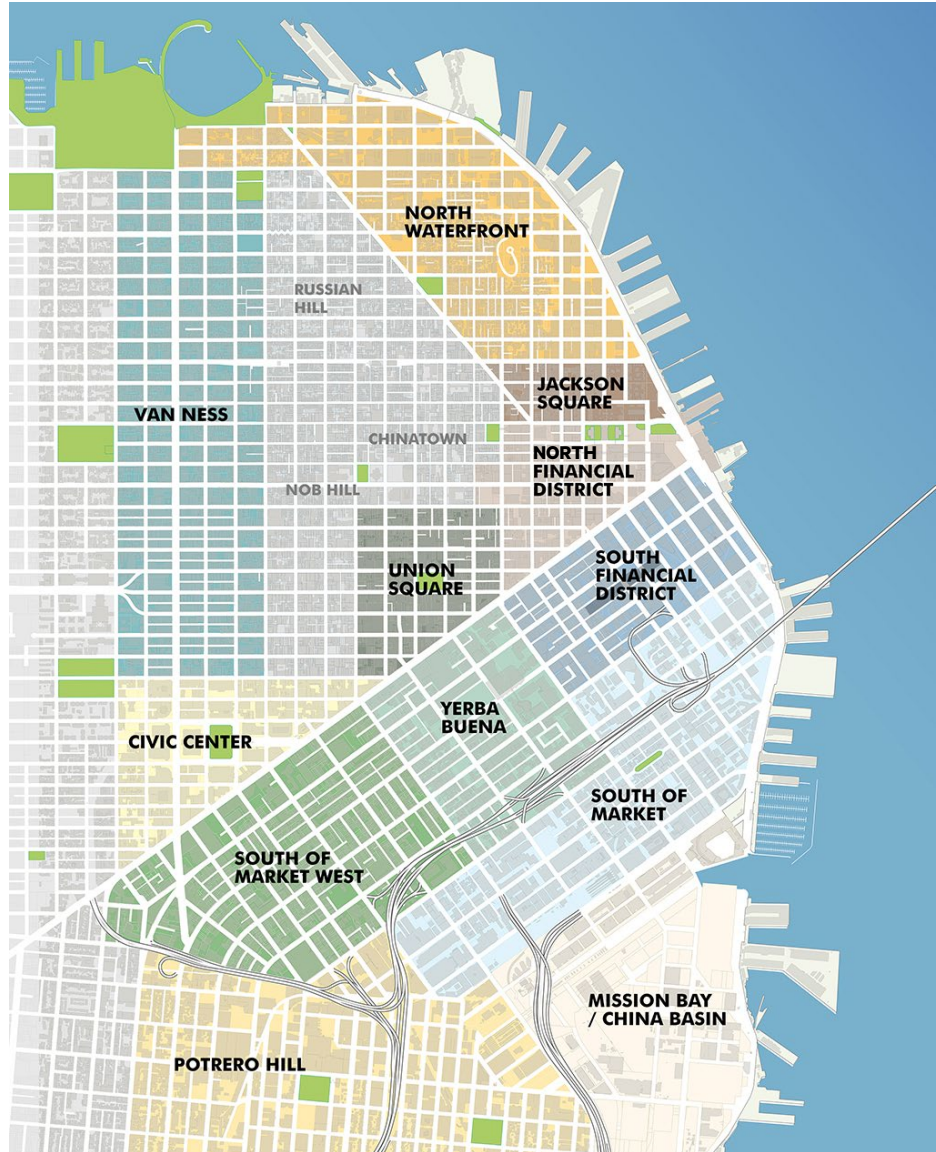 NORTH
WATERFRONT
RUSSIAN
HILL
JACKSON
SQUARE
VAN NESS
CHINATOWN
NORTH
FINANCIAL
DISTRICT
NOB HILL
SOUTH
FINANCIAL
DISTRICT
UNION
SQUARE
YERBA
BUENA
CIVIC CENTER
SOUTH OF
MARKET
SOUTH OF
MARKET WEST
MISSION BAY
/ CHINA BASIN
POTRERO HILL